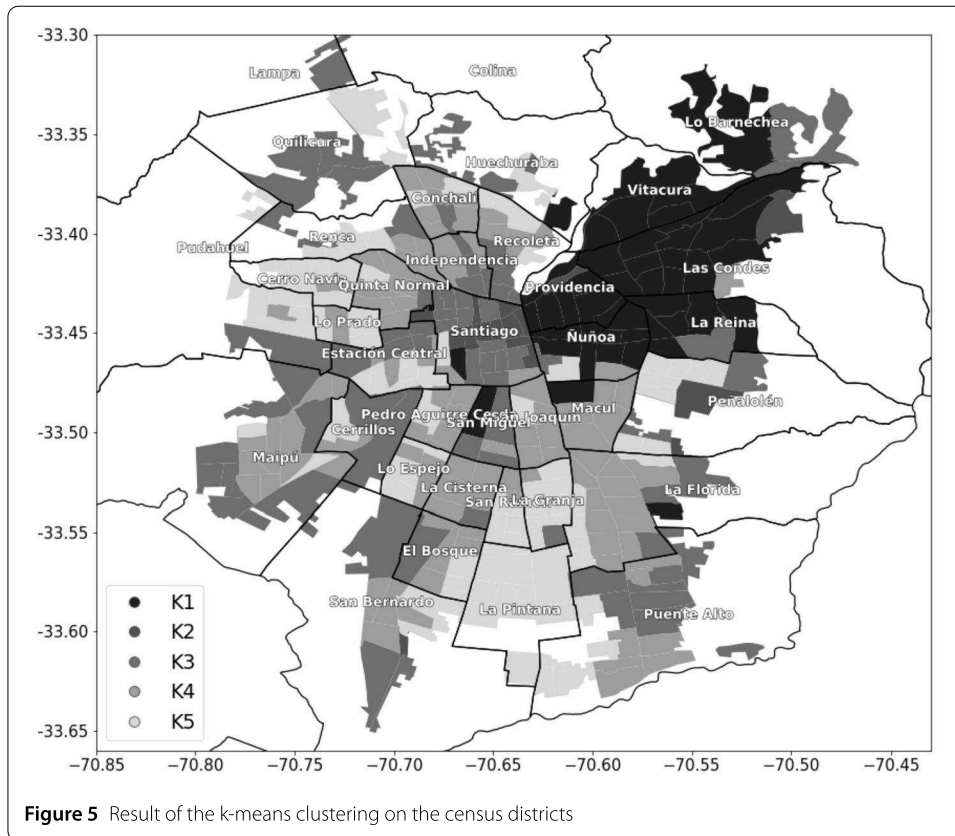 -33.30
Lampa
Colina
-33.35
Lo Barnechea
Quilicura
Huechuraba
Vitacura
Conchalí
-33.40
Pudahuel
Renca
Recoleta
Independencia
Las Condes
Cerro Navia
Quinta Normal
Providencia
-33.45
Lo Prado
Santiago
Ñuñoa
La Reina
Estación Central
Peñalolén
Pedro Aguirre Cerda
Macul
-33.50
Cerrillos
San Miguel
San Joaquín
Maipú
Lo Espejo
La Cisterna
San Ramón
La Granja
La Florida
-33.55
El Bosque
San Bernardo
La Pintana
Puente Alto
-33.60
-33.65
K1
K2
K3
K4
K5
−70.85 −70.80 −70.75 −70.70 −70.65 −70.60 −70.55 −70.50 −70.45
Figure 5 Result of the k-means clustering on the census districts